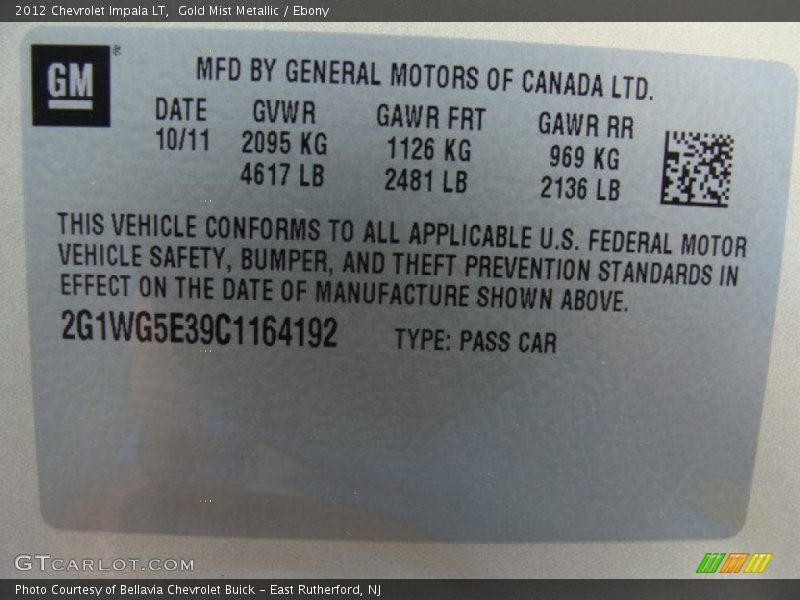 2012 Chevrolet Impala LT,  Gold Mist Metallic / Ebony
GM ®
MFD BY GENERAL MOTORS OF CANADA LTD.
DATE GVWR GAWR FRT GAWR RR
10/11 2095 KG 1126 KG 969 KG
4617 LB 2481 LB 2136 LB
THIS VEHICLE CONFORMS TO ALL APPLICABLE U.S. FEDERAL MOTOR
VEHICLE SAFETY, BUMPER, AND THEFT PREVENTION STANDARDS IN
EFFECT ON THE DATE OF MANUFACTURE SHOWN ABOVE.
2G1WG5E39C1164192 TYPE: PASS CAR
GTCARLOT.COM
Photo Courtesy of Bellavia Chevrolet Buick - East Rutherford, NJ